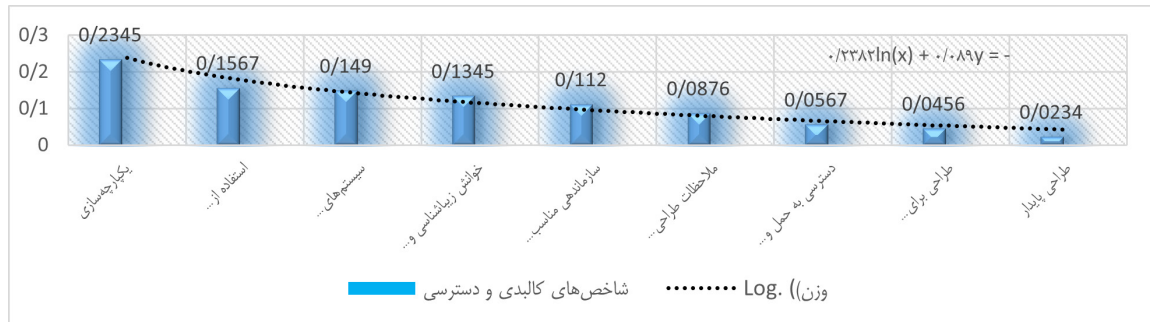 0/3
0/2
0/1
0
0/2345
0/1567
0/149
0/1345
0/112
0/0876
0/0567
0/0456
0/0234
۰/۲۳۸۲ln(x) + ۰/۰۸۹y = -
یکپارچه‌سازی
استفاده از...
سیستم‌های...
خوانش زیباشناسی و...
سازماندهی مناسب...
ملاحظات طراحی...
دسترسی به حمل و...
طراحی برای...
طراحی پایدار
شاخص‌های کالبدی و دسترسی
Log. ((وزن